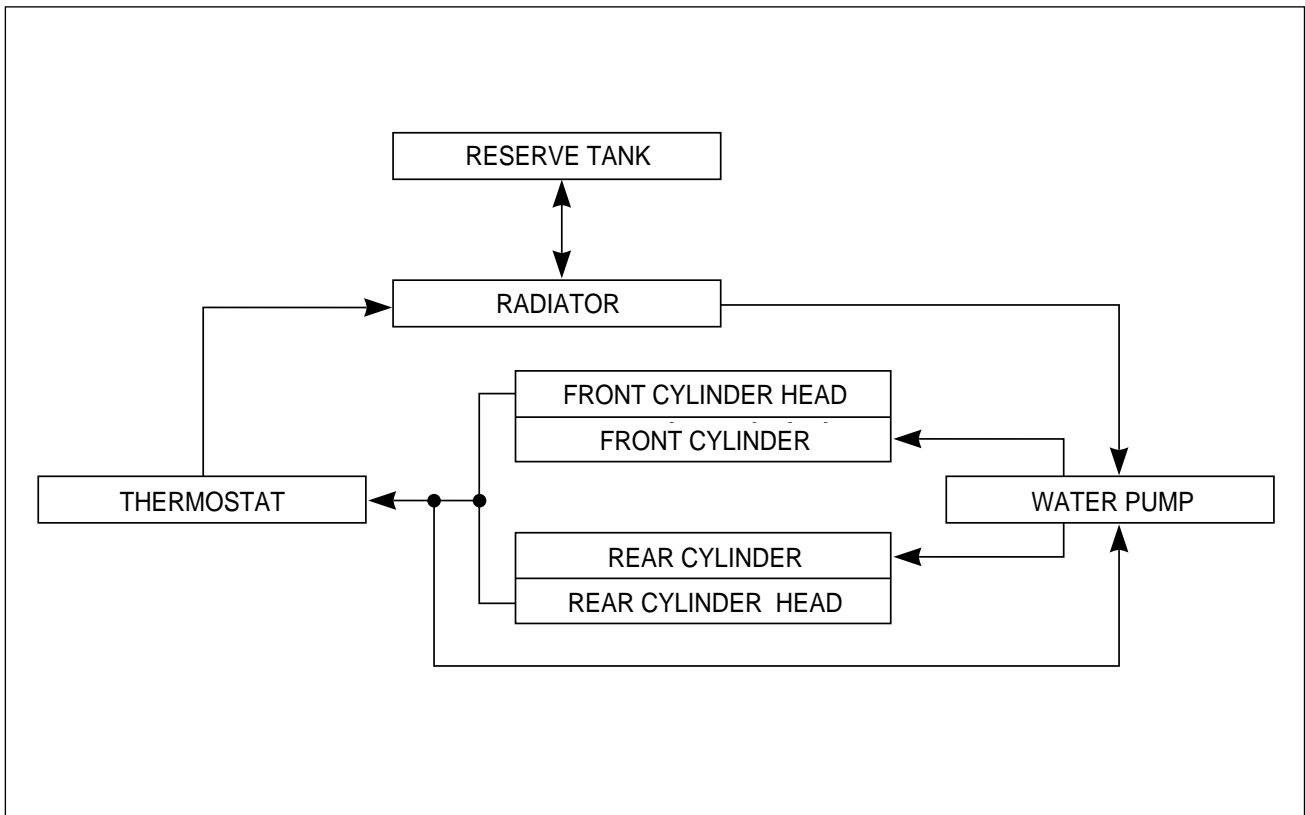 RESERVE TANK
RADIATOR
FRONT CYLINDER HEAD
FRONT CYLINDER
THERMOSTAT
WATER PUMP
REAR CYLINDER
REAR CYLINDER HEAD